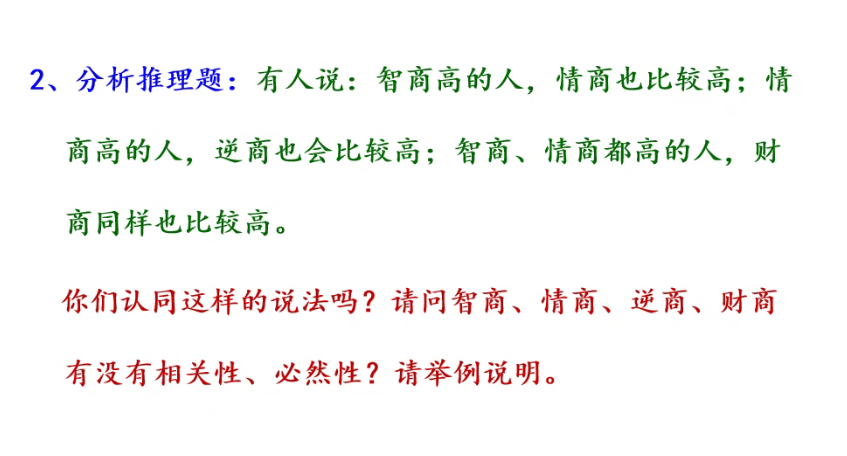 2、分析推理题：有人说：智商高的人，情商也比较高；情
商高的人，逆商也会比较高；智商、情商都高的人，财
商同样也比较高。
你们认同这样的说法吗？请问智商、情商、逆商、财商
有没有相关性、必然性？请举例说明。